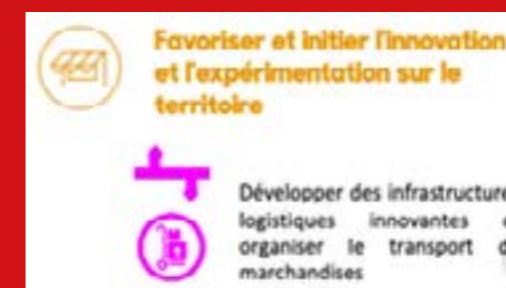 Favoriser et initier l'innovation
et l'expérimentation sur le
territoire
Développer des infrastructure
logistiques innovantes
organiser le transport d
marchandises